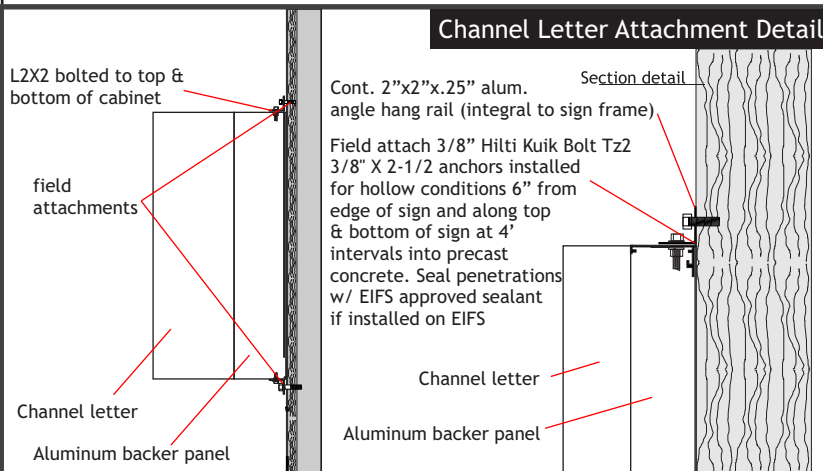 Channel Letter Attachment Detail
L2X2 bolted to top &
bottom of cabinet
field
attachments
Channel letter
Aluminum backer panel
Section detail
Cont. 2”x2”x.25” alum.
angle hang rail (integral to sign frame)
Field attach 3/8” Hilti Kuik Bolt Tz2
3/8" X 2-1/2 anchors installed
for hollow conditions 6” from
edge of sign and along top
& bottom of sign at 4’
intervals into precast
concrete. Seal penetrations
w/ EIFS approved sealant
if installed on EIFS
Channel letter
Aluminum backer panel